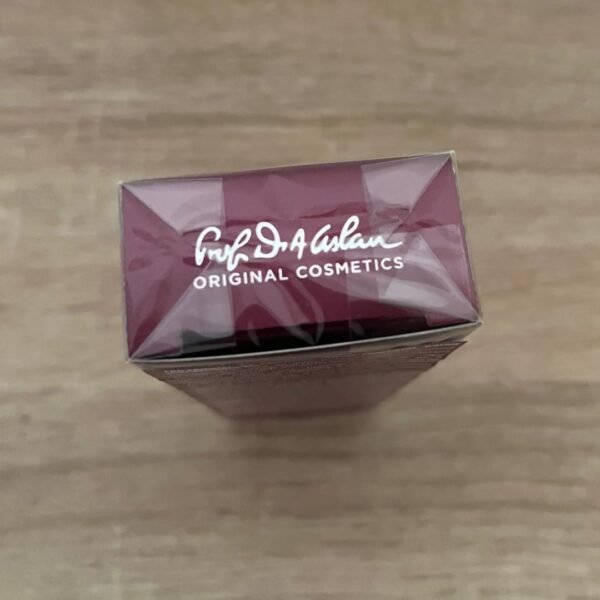 Prof. Dr. A Aslan
ORIGINAL COSMETICS